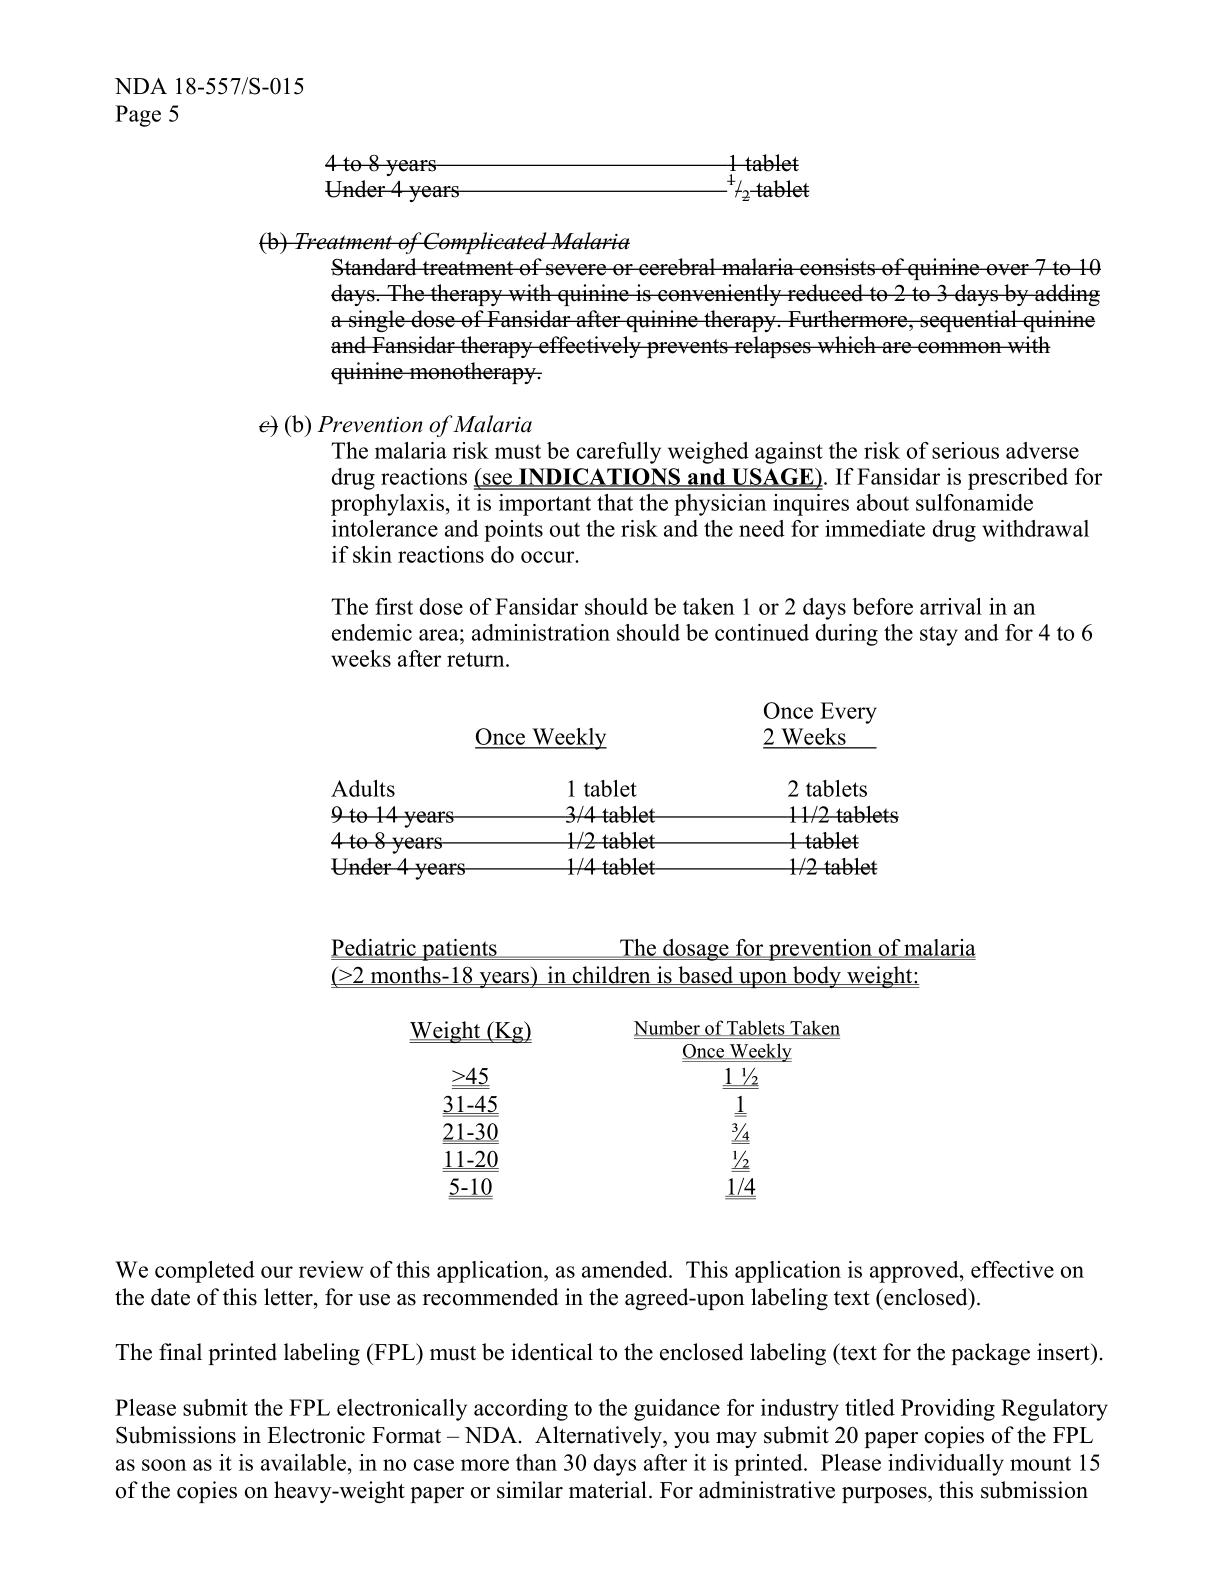 NDA 18-557/S-015
Page 5
4 to 8 years 1 tablet
Under 4 years 1/2 tablet
(b) Treatment of Complicated Malaria
Standard treatment of severe or cerebral malaria consists of quinine over 7 to 10
days. The therapy with quinine is conveniently reduced to 2 to 3 days by adding
a single dose of Fansidar after quinine therapy. Furthermore, sequential quinine
and Fansidar therapy effectively prevents relapses which are common with
quinine monotherapy.
c) (b) Prevention of Malaria
The malaria risk must be carefully weighed against the risk of serious adverse
drug reactions (see INDICATIONS and USAGE). If Fansidar is prescribed for
prophylaxis, it is important that the physician inquires about sulfonamide
intolerance and points out the risk and the need for immediate drug withdrawal
if skin reactions do occur.
The first dose of Fansidar should be taken 1 or 2 days before arrival in an
endemic area; administration should be continued during the stay and for 4 to 6
weeks after return.
Once Every
Once Weekly 2 Weeks
Adults 1 tablet 2 tablets
9 to 14 years 3/4 tablet 11/2 tablets
4 to 8 years 1/2 tablet 1 tablet
Under 4 years 1/4 tablet 1/2 tablet
Pediatric patients The dosage for prevention of malaria
(>2 months-18 years) in children is based upon body weight:
Weight (Kg) Number of Tablets Taken
Once Weekly
>45 1 ½
31-45 1
21-30 ¾
11-20 ½
5-10 1/4
We completed our review of this application, as amended. This application is approved, effective on
the date of this letter, for use as recommended in the agreed-upon labeling text (enclosed).
The final printed labeling (FPL) must be identical to the enclosed labeling (text for the package insert).
Please submit the FPL electronically according to the guidance for industry titled Providing Regulatory
Submissions in Electronic Format – NDA. Alternatively, you may submit 20 paper copies of the FPL
as soon as it is available, in no case more than 30 days after it is printed. Please individually mount 15
of the copies on heavy-weight paper or similar material. For administrative purposes, this submission